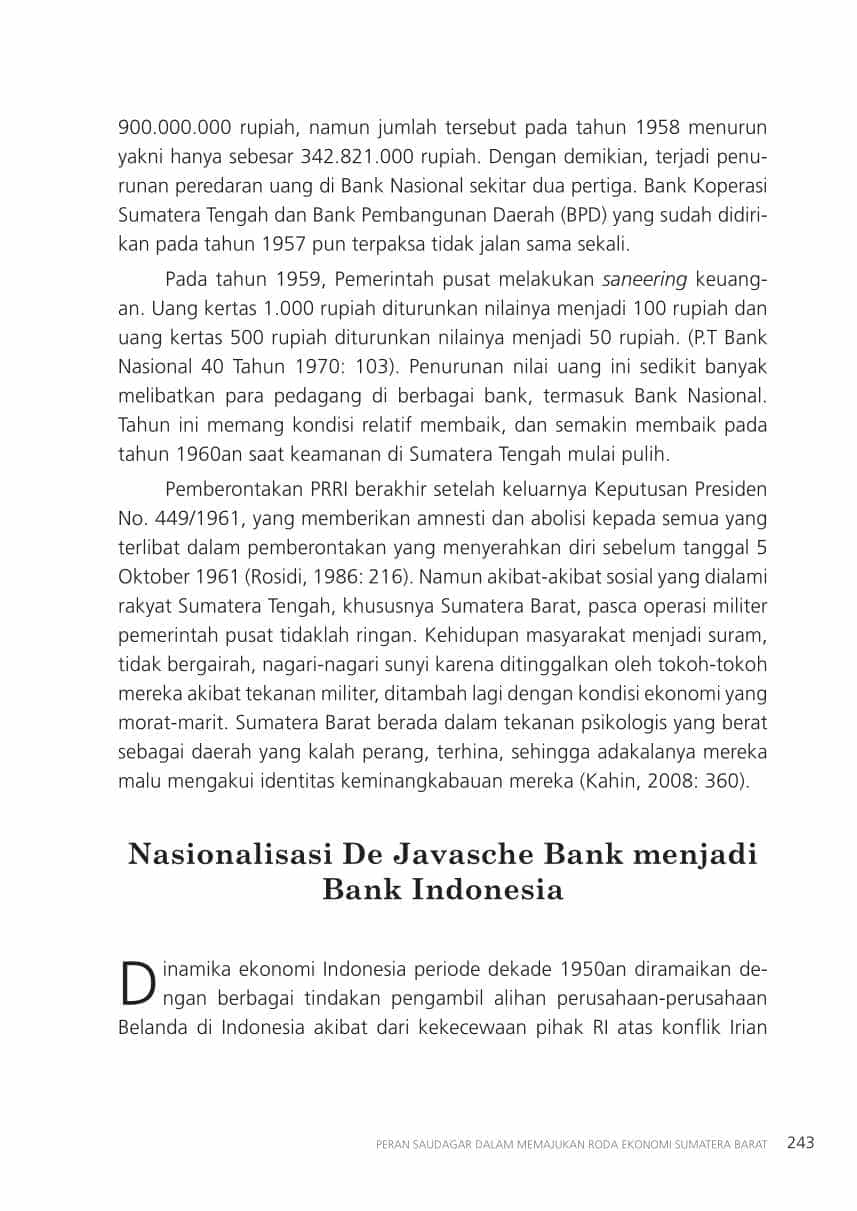 900.000.000 rupiah, namun jumlah tersebut pada tahun 1958 menurun
yakni hanya sebesar 342.821.000 rupiah. Dengan demikian, terjadi penu-
runan peredaran uang di Bank Nasional sekitar dua pertiga. Bank Koperasi
Sumatera Tengah dan Bank Pembangunan Daerah (BPD) yang sudah didiri-
kan pada tahun 1957 pun terpaksa tidak jalan sama sekali.
Pada tahun 1959, Pemerintah pusat melakukan saneering keuang-
an. Uang kertas 1.000 rupiah diturunkan nilainya menjadi 100 rupiah dan
uang kertas 500 rupiah diturunkan nilainya menjadi 50 rupiah. (P.T Bank
Nasional 40 Tahun 1970: 103). Penurunan nilai uang ini sedikit banyak
melibatkan para pedagang di berbagai bank, termasuk Bank Nasional.
Tahun ini memang kondisi relatif membaik, dan semakin membaik pada
tahun 1960an saat keamanan di Sumatera Tengah mulai pulih.
Pemberontakan PRRI berakhir setelah keluarnya Keputusan Presiden
No. 449/1961, yang memberikan amnesti dan abolisi kepada semua yang
terlibat dalam pemberontakan yang menyerahkan diri sebelum tanggal 5
Oktober 1961 (Rosidi, 1986: 216). Namun akibat-akibat sosial yang dialami
rakyat Sumatera Tengah, khususnya Sumatera Barat, pasca operasi militer
pemerintah pusat tidaklah ringan. Kehidupan masyarakat menjadi suram,
tidak bergairah, nagari-nagari sunyi karena ditinggalkan oleh tokoh-tokoh
mereka akibat tekanan militer, ditambah lagi dengan kondisi ekonomi yang
morat-marit. Sumatera Barat berada dalam tekanan psikologis yang berat
sebagai daerah yang kalah perang, terhina, sehingga adakalanya mereka
malu mengakui identitas keminangkabauan mereka (Kahin, 2008: 360).
Nasionalisasi De Javasche Bank menjadi
Bank Indonesia
Dinamika ekonomi Indonesia periode dekade 1950an diramaikan de-
ngan berbagai tindakan pengambil alihan perusahaan-perusahaan
Belanda di Indonesia akibat dari kekecewaan pihak RI atas konflik Irian
PERAN SAUDAGAR DALAM MEMAJUKAN RODA EKONOMI SUMATERA BARAT 243